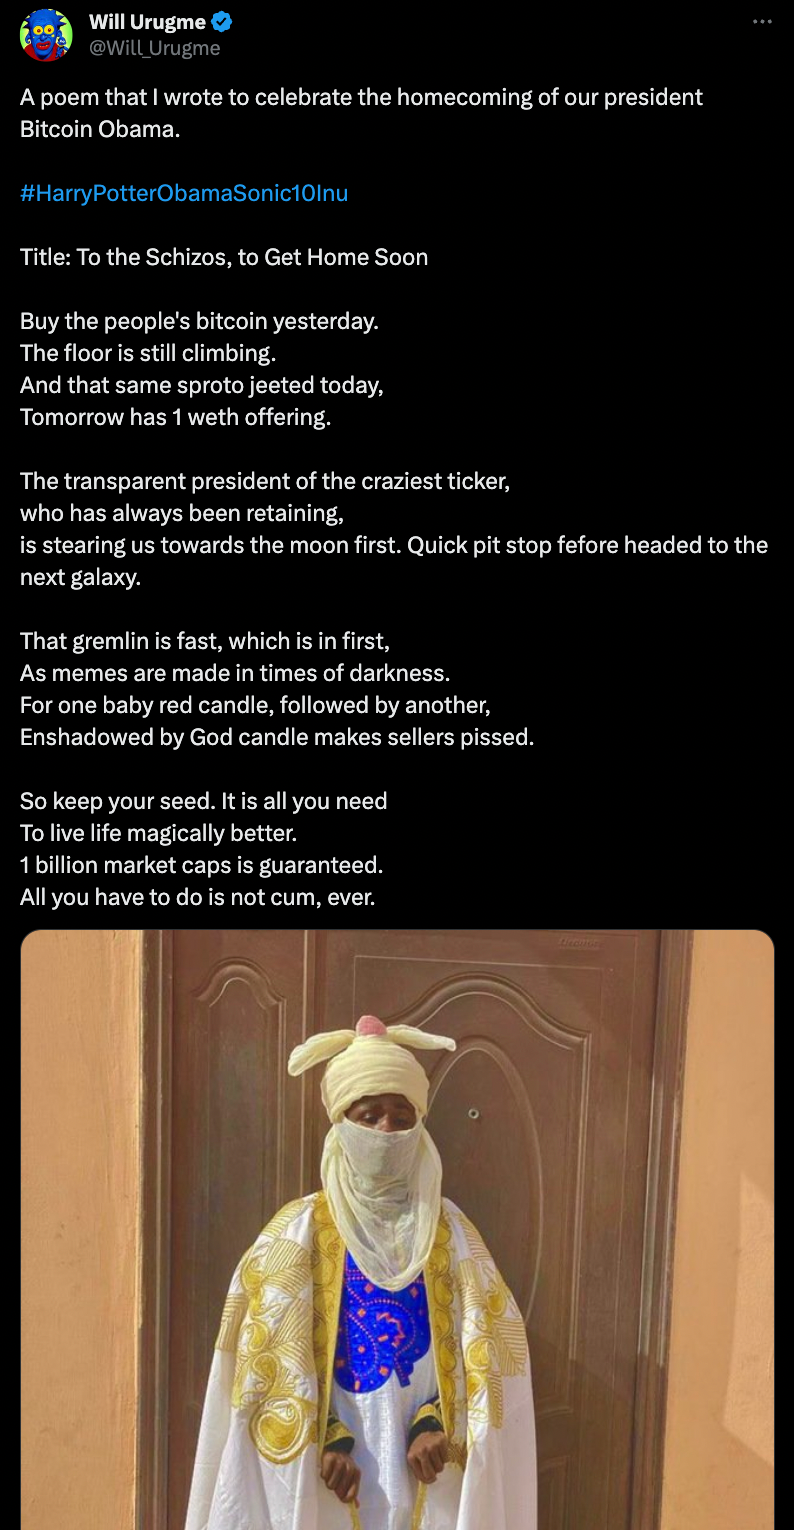 Will Urugme
@Will_Urugme
A poem that I wrote to celebrate the homecoming of our president
Bitcoin Obama.
#HarryPotterObamaSonic10Inu
Title: To the Schizos, to Get Home Soon
Buy the people's bitcoin yesterday.
The floor is still climbing.
And that same sproto jeeted today,
Tomorrow has 1 weth offering.
The transparent president of the craziest ticker,
who has always been retaining,
is stearing us towards the moon first. Quick pit stop fefore headed to the
next galaxy.
That gremlin is fast, which is in first,
As memes are made in times of darkness.
For one baby red candle, followed by another,
Enshadowed by God candle makes sellers pissed.
So keep your seed. It is all you need
To live life magically better.
1 billion market caps is guaranteed.
All you have to do is not cum, ever.